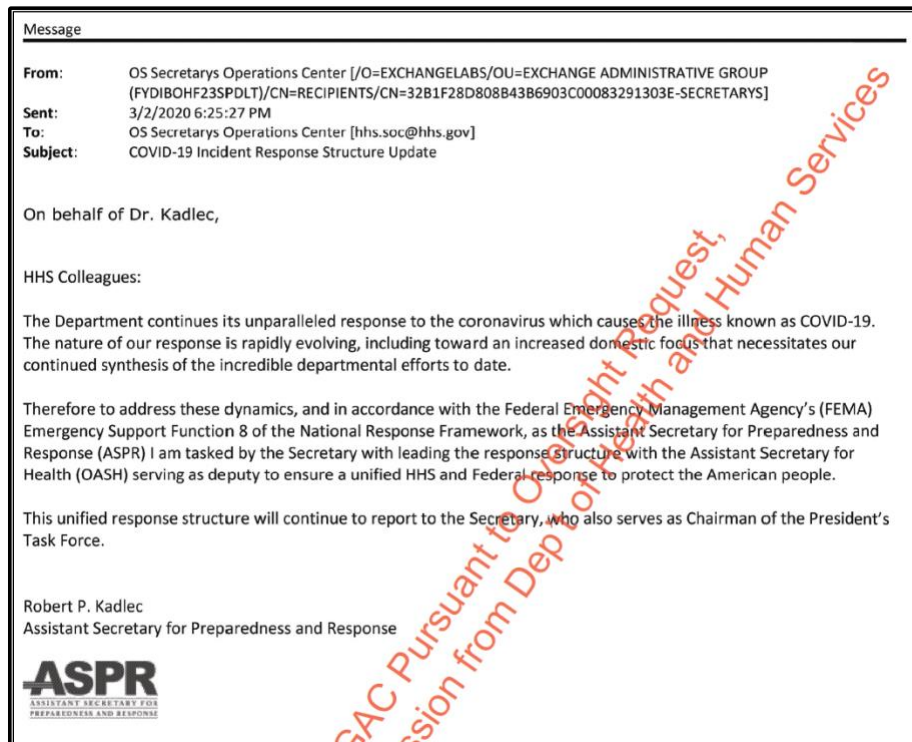 Message
From: OS Secretarys Operations Center [/O=EXCHANGELABS/OU=EXCHANGE ADMINISTRATIVE GROUP
(FYDIBOHF23SPDLT)/CN=RECIPIENTS/CN=32B1F28D808B43B6903C00083291303E-SECRETARYS]
Sent: 3/2/2020 6:25:27 PM
To: OS Secretarys Operations Center [hhs.soc@hhs.gov]
Subject: COVID-19 Incident Response Structure Update
On behalf of Dr. Kadlec,
HHS Colleagues:
The Department continues its unparalleled response to the coronavirus which causes the illness known as COVID-19.
The nature of our response is rapidly evolving, including toward an increased domestic focus that necessitates our
continued synthesis of the incredible departmental efforts to date.
Therefore to address these dynamics, and in accordance with the Federal Emergency Management Agency's (FEMA)
Emergency Support Function 8 of the National Response Framework, as the Assistant Secretary for Preparedness and
Response (ASPR) I am tasked by the Secretary with leading the response structure with the Assistant Secretary for
Health (OASH) serving as deputy to ensure a unified HHS and Federal response to protect the American people.
This unified response structure will continue to report to the Secretary, who also serves as Chairman of the President's
Task Force.
Robert P. Kadlec
Assistant Secretary for Preparedness and Response
ASPR
ASSISTANT SECRETARY FOR
PREPAREDNESS AND RESPONSE
GAC Pursuant to Oversight Request,
ssion from Dep't of Health and Human Services